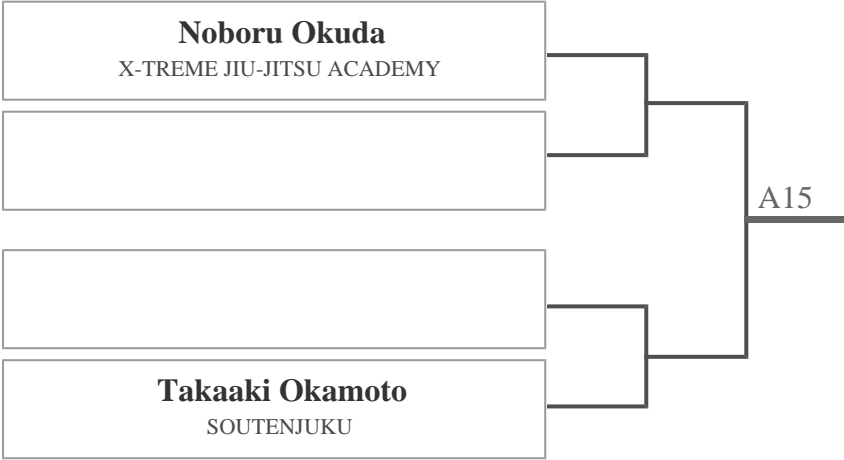 Noboru Okuda
X-TREME JIU-JITSU ACADEMY
A15
Takaaki Okamoto
SOUTENJUKU